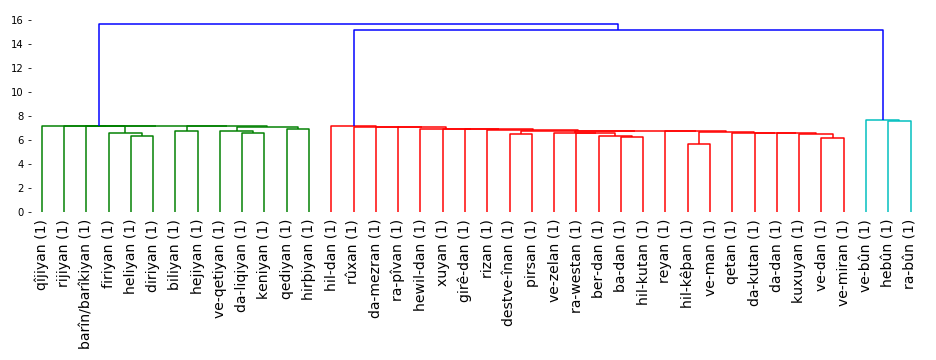 16
14
12
10
8
6
4
2
0
qijiyan (1)
rijiyan (1)
barîn/barîkiyan (1)
firiyan (1)
heliyan (1)
diriyan (1)
biliyan (1)
hejiyan (1)
ve-qetiyan (1)
da-liqiyan (1)
keniyan (1)
qediyan (1)
hirpiyan (1)
hil-dan (1)
rûxan (1)
da-mezran (1)
ra-pîvan (1)
hewil-dan (1)
xuyan (1)
girê-dan (1)
rizan (1)
destve-înan (1)
pirsan (1)
ve-zelan (1)
ra-westan (1)
ber-dan (1)
ba-dan (1)
hil-kutan (1)
reyan (1)
hil-kêpan (1)
ve-man (1)
qetan (1)
da-kutan (1)
da-dan (1)
kuxuyan (1)
ve-dan (1)
ve-miran (1)
ve-bûn (1)
hebûn (1)
ra-bûn (1)